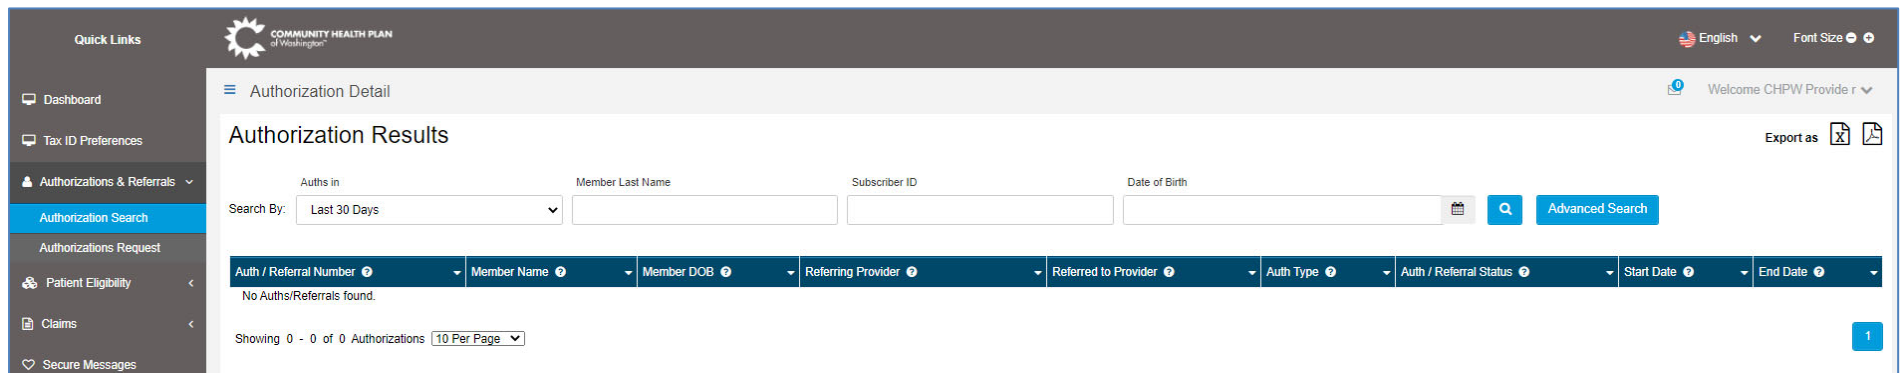 Quick Links
COMMUNITY HEALTH PLAN
of Washington™
English
Font Size
Dashboard
Authorization Detail
0
Welcome CHPW Provide r
Tax ID Preferences
Authorization Results
Export as
Authorizations & Referrals
Auths in
Member Last Name
Subscriber ID
Date of Birth
Authorization Search
Search By:
Last 30 Days
Advanced Search
Authorizations Request
Auth / Referral Number ? Member Name ? Member DOB ? Referring Provider ? Referred to Provider ? Auth Type ? Auth / Referral Status ? Start Date ? End Date ?
Patient Eligibility
No Auths/Referrals found.
Claims
Showing 0 - 0 of 0 Authorizations 10 Per Page
1
Secure Messages